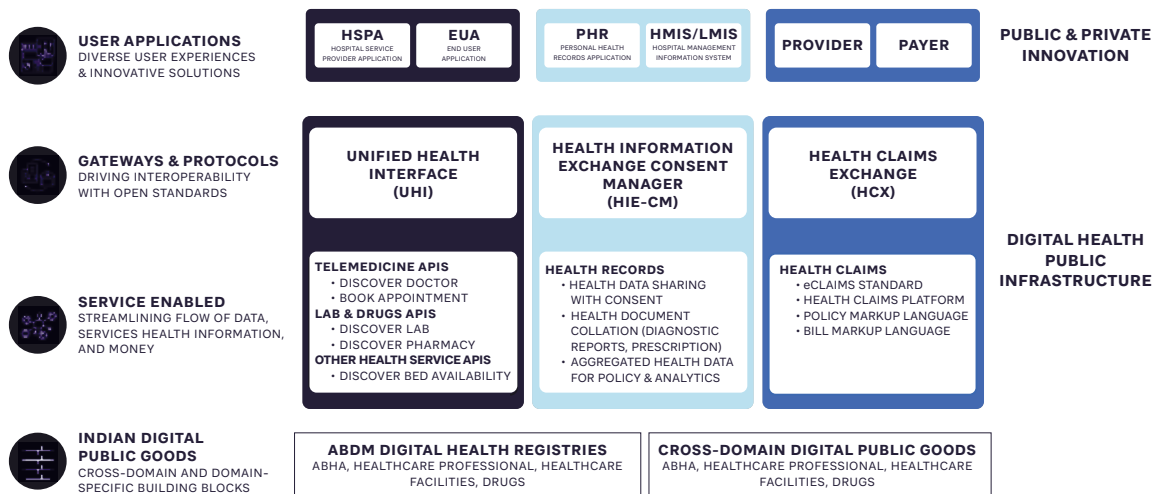 USER APPLICATIONS
DIVERSE USER EXPERIENCES
& INNOVATIVE SOLUTIONS
HSPA
HOSPITAL SERVICE
PROVIDER APPLICATION
EUA
END USER
APPLICATION
PHR
PERSONAL HEALTH
RECORDS APPLICATION
HMIS/LMIS
HOSPITAL MANAGEMENT
INFORMATION SYSTEM
PROVIDER
PAYER
PUBLIC & PRIVATE
INNOVATION
GATEWAYS & PROTOCOLS
DRIVING INTEROPERABILITY
WITH OPEN STANDARDS
UNIFIED HEALTH
INTERFACE
(UHI)
HEALTH INFORMATION
EXCHANGE CONSENT
MANAGER
(HIE-CM)
HEALTH CLAIMS
EXCHANGE
(HCX)
DIGITAL HEALTH
PUBLIC
INFRASTRUCTURE
SERVICE ENABLED
STREAMLINING FLOW OF DATA,
SERVICES HEALTH INFORMATION,
AND MONEY
TELEMEDICINE APIS
• DISCOVER DOCTOR
• BOOK APPOINTMENT
LAB & DRUGS APIS
• DISCOVER LAB
• DISCOVER PHARMACY
OTHER HEALTH SERVICE APIS
• DISCOVER BED AVAILABILITY
HEALTH RECORDS
• HEALTH DATA SHARING
WITH CONSENT
• HEALTH DOCUMENT
COLLATION (DIAGNOSTIC
REPORTS, PRESCRIPTION)
• AGGREGATED HEALTH DATA
FOR POLICY & ANALYTICS
HEALTH CLAIMS
• eCLAIMS STANDARD
• HEALTH CLAIMS PLATFORM
• POLICY MARKUP LANGUAGE
• BILL MARKUP LANGUAGE
INDIAN DIGITAL
PUBLIC GOODS
CROSS-DOMAIN AND DOMAIN-
SPECIFIC BUILDING BLOCKS
ABDM DIGITAL HEALTH REGISTRIES
ABHA, HEALTHCARE PROFESSIONAL, HEALTHCARE
FACILITIES, DRUGS
CROSS-DOMAIN DIGITAL PUBLIC GOODS
ABHA, HEALTHCARE PROFESSIONAL, HEALTHCARE
FACILITIES, DRUGS